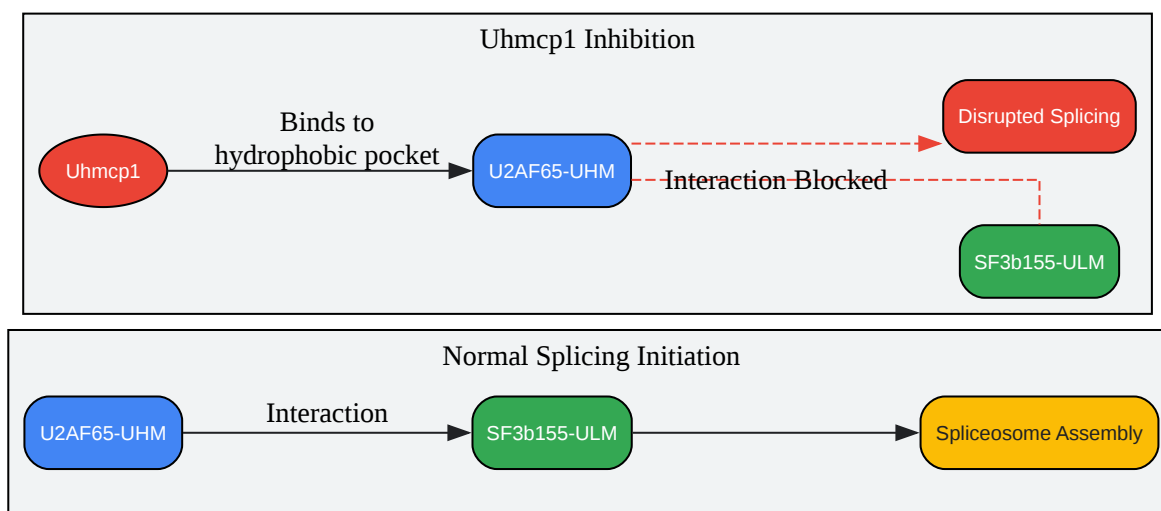 Uhmcp1 Inhibition
Binds to
hydrophobic pocket
Uhmcp1
U2AF65-UHM
Disrupted Splicing
Interaction Blocked
SF3b155-ULM
Normal Splicing Initiation
Interaction
U2AF65-UHM
SF3b155-ULM
Spliceosome Assembly